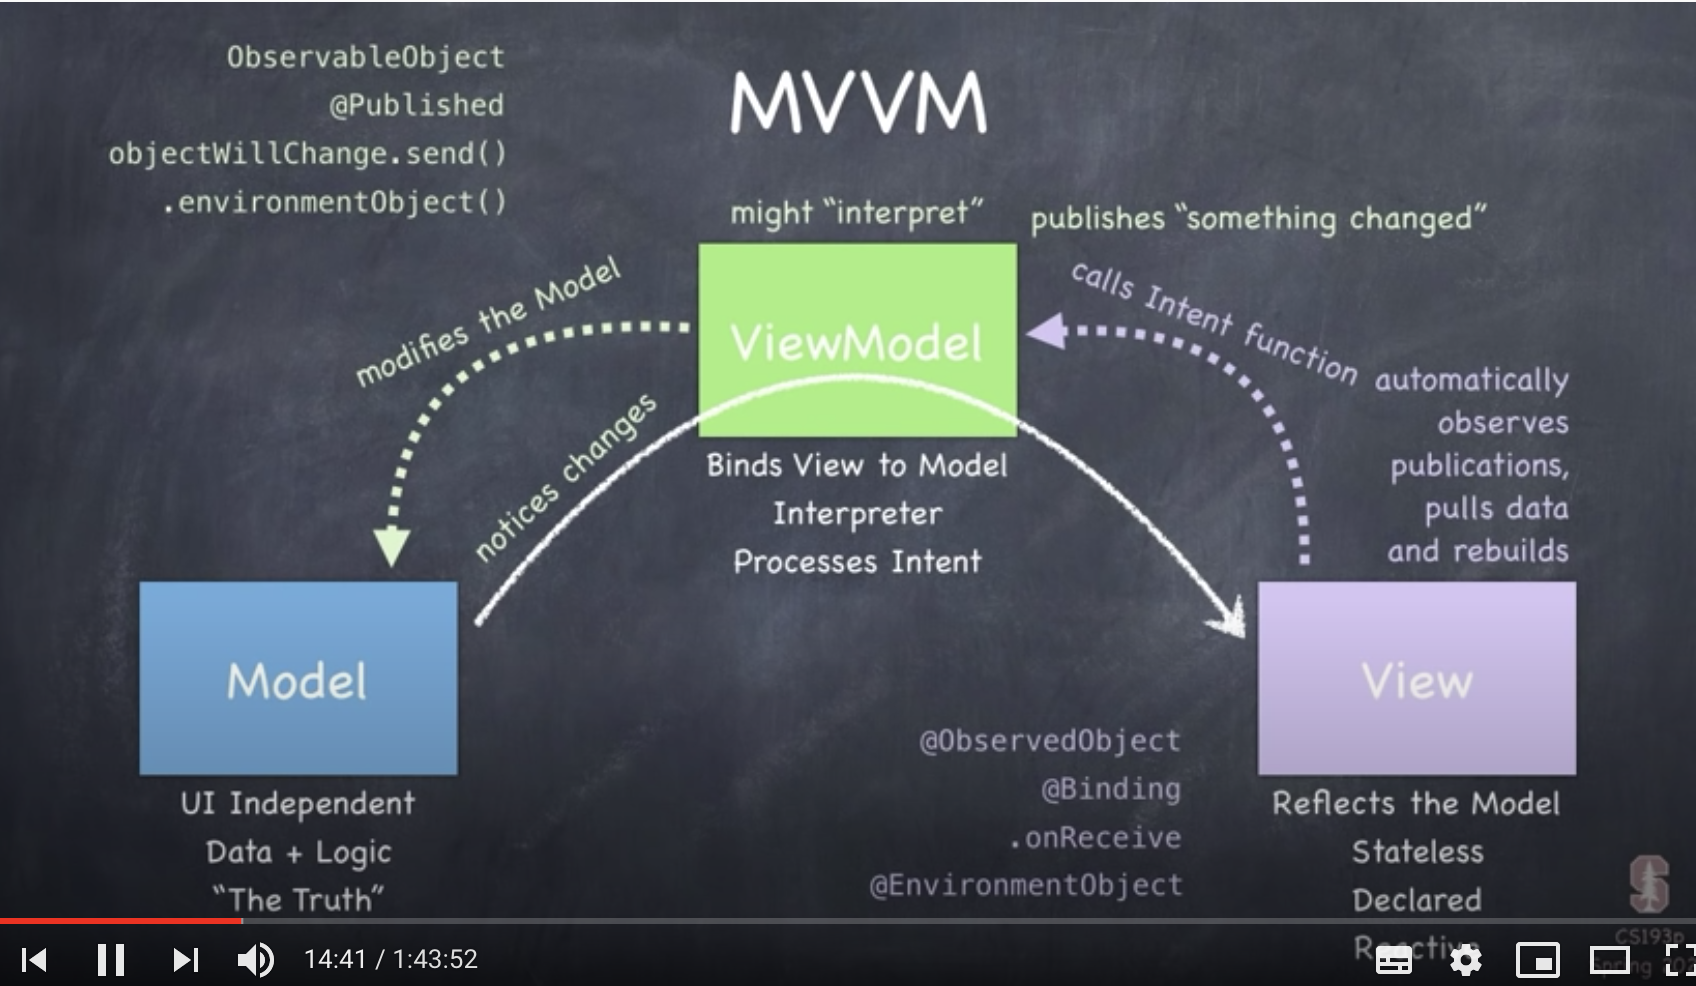 ObservableObject
@Published
objectWillChange.send()
.environmentObject()
MVVM
might “interpret”
publishes “something changed”
modifies the Model
calls Intent function
ViewModel
notices changes
automatically
observes
publications,
pulls data
and rebuilds
Binds View to Model
Interpreter
Processes Intent
Model
View
UI Independent
Data + Logic
“The Truth”
@ObservedObject
@Binding
.onReceive
@EnvironmentObject
Reflects the Model
Stateless
Declared
Reactive
CS193p
14:41 / 1:43:52